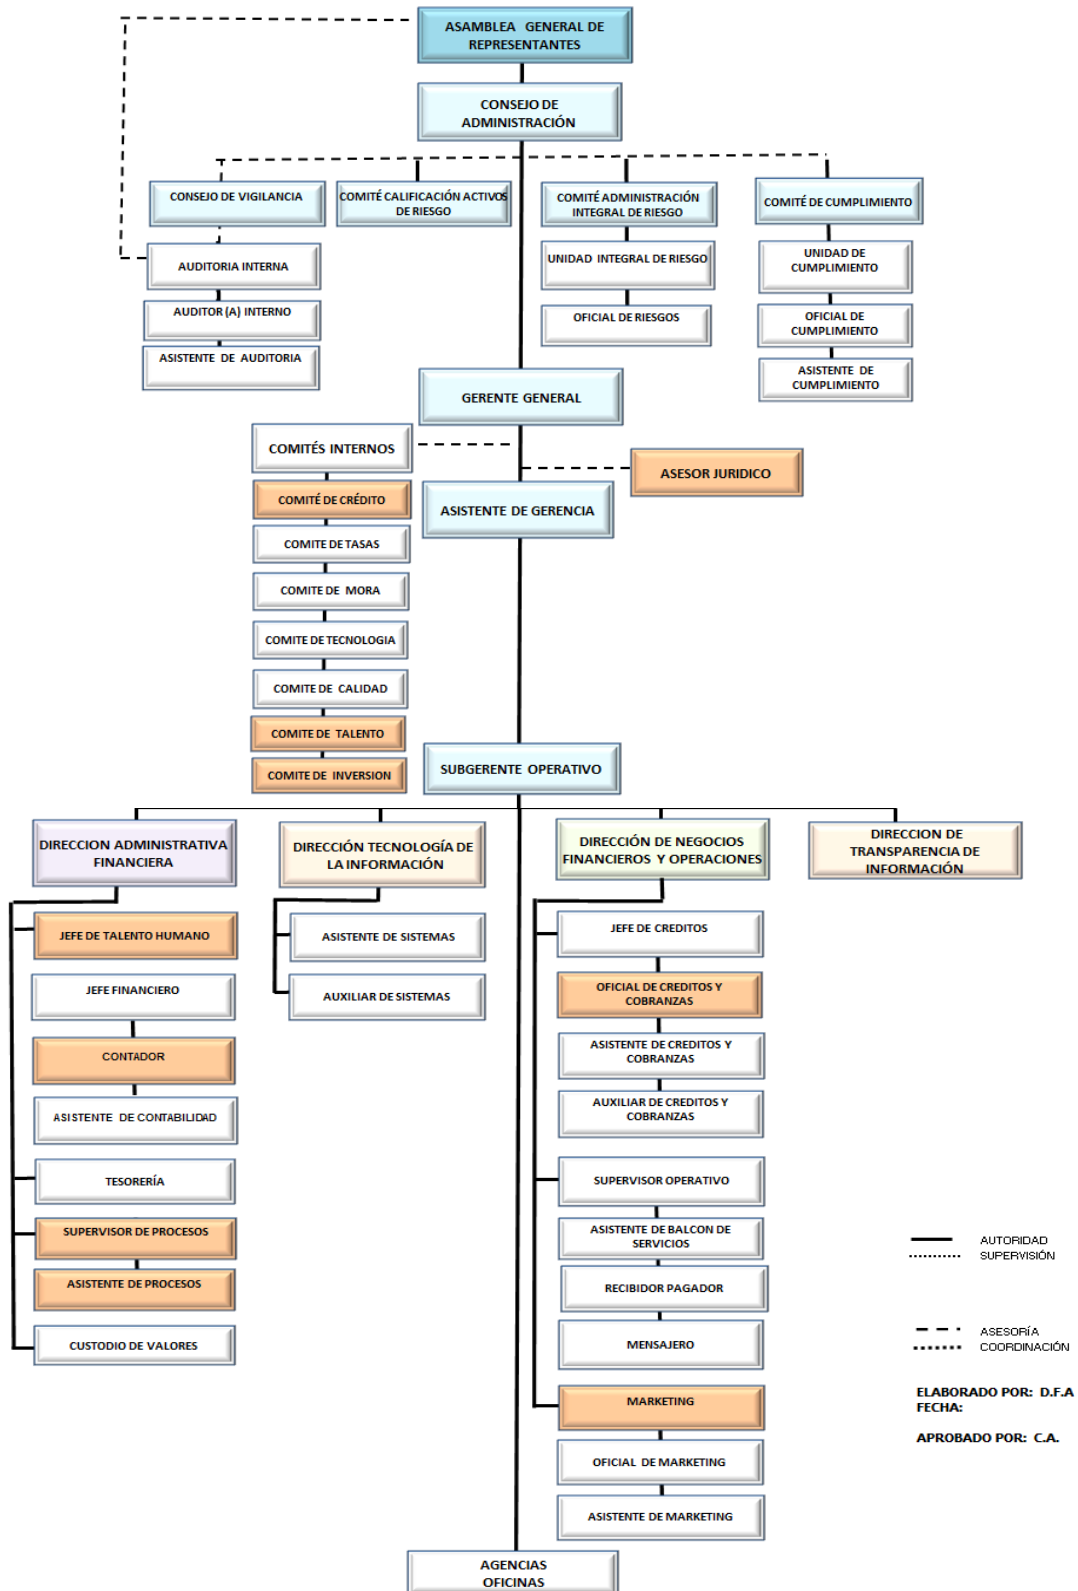 ASAMBLEA GENERAL DE
REPRESENTANTES
CONSEJO DE
ADMINISTRACIÓN
CONSEJO DE VIGILANCIA
COMITÉ CALIFICACIÓN ACTIVOS
DE RIESGO
COMITÉ ADMINISTRACIÓN
INTEGRAL DE RIESGO
COMITÉ DE CUMPLIMIENTO
AUDITORIA INTERNA
UNIDAD INTEGRAL DE RIESGO
UNIDAD DE
CUMPLIMIENTO
AUDITOR (A) INTERNO
OFICIAL DE RIESGOS
OFICIAL DE
CUMPLIMIENTO
ASISTENTE DE AUDITORIA
ASISTENTE DE
CUMPLIMIENTO
GERENTE GENERAL
COMITÉS INTERNOS
ASESOR JURIDICO
COMITÉ DE CRÉDITO
ASISTENTE DE GERENCIA
COMITE DE TASAS
COMITE DE MORA
COMITE DE TECNOLOGIA
COMITE DE CALIDAD
COMITE DE TALENTO
COMITE DE INVERSION
SUBGERENTE OPERATIVO
DIRECCION ADMINISTRATIVA
FINANCIERA
DIRECCIÓN TECNOLOGÍA DE
LA INFORMACIÓN
DIRECCIÓN DE NEGOCIOS
FINANCIEROS Y OPERACIONES
DIRECCION DE
TRANSPARENCIA DE
INFORMACIÓN
JEFE DE TALENTO HUMANO
JEFE FINANCIERO
CONTADOR
ASISTENTE DE CONTABILIDAD
TESORERÍA
SUPERVISOR DE PROCESOS
ASISTENTE DE PROCESOS
CUSTODIO DE VALORES
ASISTENTE DE SISTEMAS
AUXILIAR DE SISTEMAS
JEFE DE CREDITOS
OFICIAL DE CREDITOS Y
COBRANZAS
ASISTENTE DE CREDITOS Y
COBRANZAS
AUXILIAR DE CREDITOS Y
COBRANZAS
SUPERVISOR OPERATIVO
ASISTENTE DE BALCON DE
SERVICIOS
RECIBIDOR PAGADOR
MENSAJERO
MARKETING
OFICIAL DE MARKETING
ASISTENTE DE MARKETING
AGENCIAS
OFICINAS
AUTORIDAD
SUPERVISIÓN
ASESORÍA
COORDINACIÓN
ELABORADO POR: D.F.A
FECHA:
APROBADO POR: C.A.